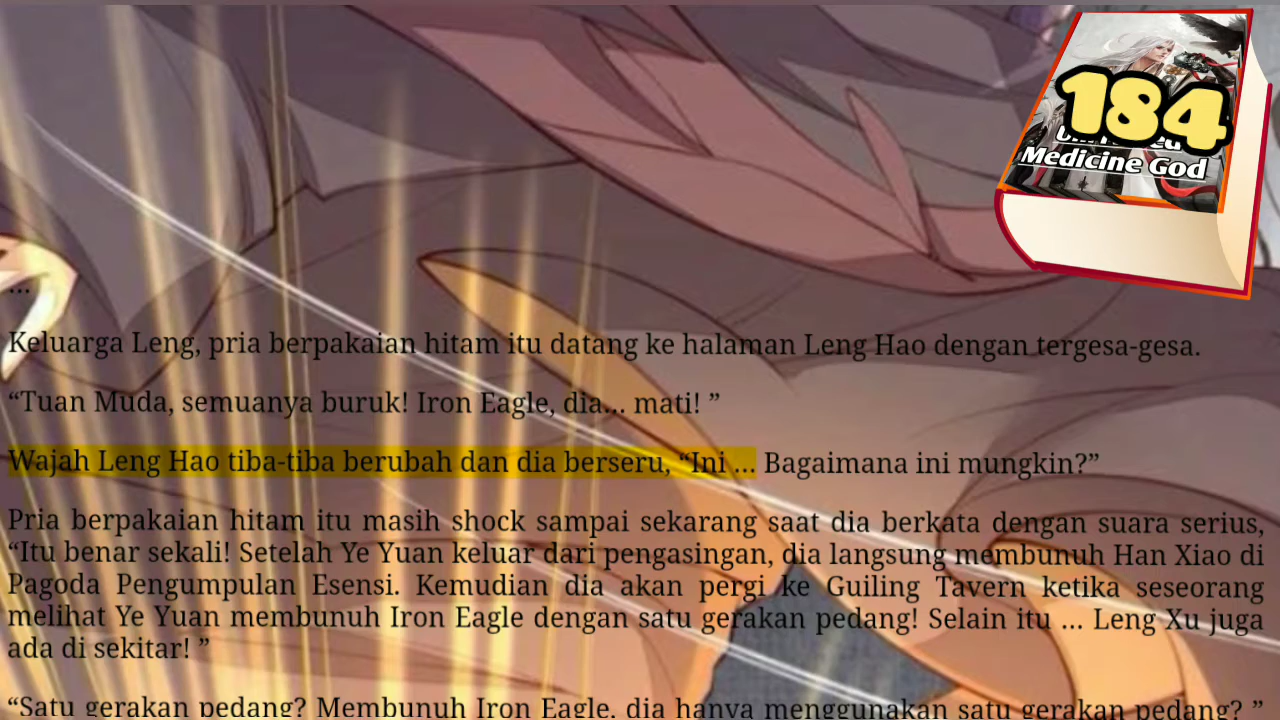 184
Medicine God
...
Keluarga Leng, pria berpakaian hitam itu datang ke halaman Leng Hao dengan tergesa-gesa.
“Tuan Muda, semuanya buruk! Iron Eagle, dia... mati! ”
Wajah Leng Hao tiba-tiba berubah dan dia berseru, “Ini ... Bagaimana ini mungkin?”
Pria berpakaian hitam itu masih shock sampai sekarang saat dia berkata dengan suara serius,
“Itu benar sekali! Setelah Ye Yuan keluar dari pengasingan, dia langsung membunuh Han Xiao di
Pagoda Pengumpulan Esensi. Kemudian dia akan pergi ke Guiling Tavern ketika seseorang
melihat Ye Yuan membunuh Iron Eagle dengan satu gerakan pedang! Selain itu ... Leng Xu juga
ada di sekitar! ”
“Satu gerakan pedang? Membunuh Iron Eagle, dia hanya menggunakan satu gerakan pedang? ”